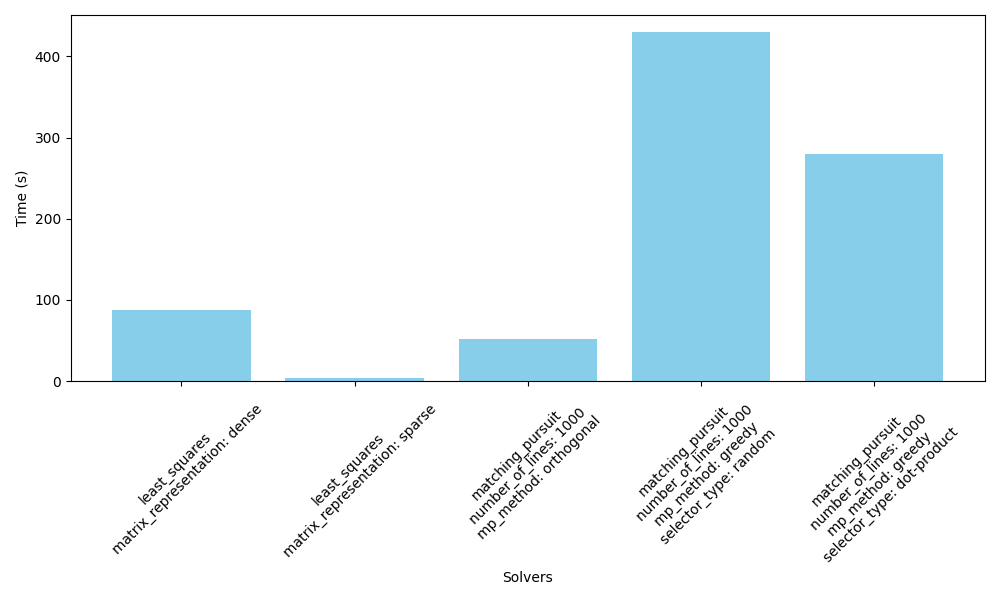 Time (s)
400
300
200
100
0
least_squares
matrix_representation: dense
least_squares
matrix_representation: sparse
matching_pursuit
number_of_lines: 1000
mp_method: orthogonal
matching_pursuit
number_of_lines: 1000
mp_method: greedy
selector_type: random
matching_pursuit
number_of_lines: 1000
mp_method: greedy
selector_type: dot-product
Solvers